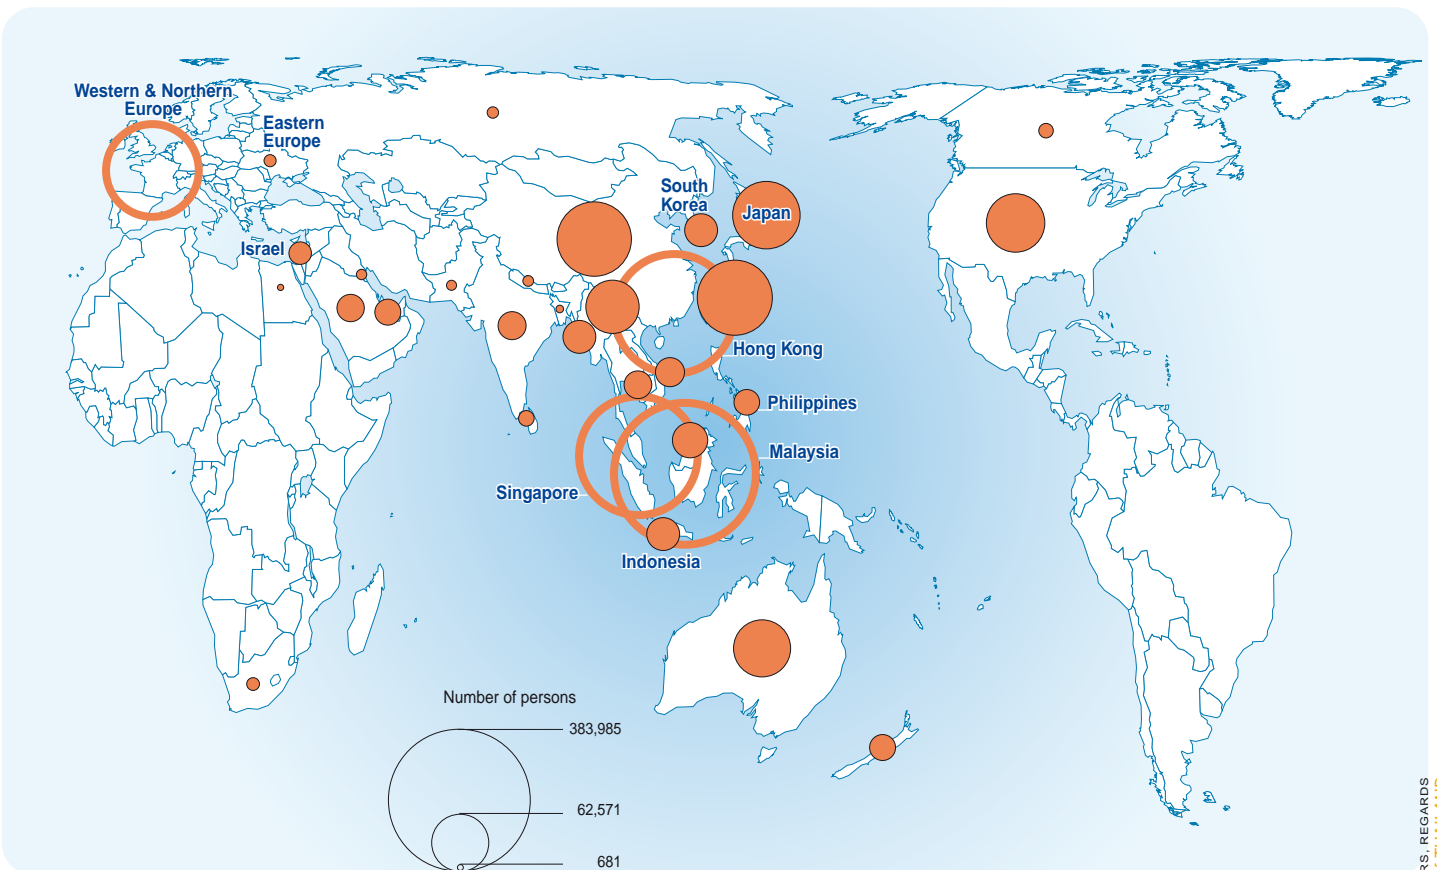 Western & Northern
Europe
Eastern
Europe
South
Korea
Japan
Israel
Hong Kong
Philippines
Malaysia
Singapore
Indonesia
Number of persons
383,985
62,571
681
RS, REGARDS